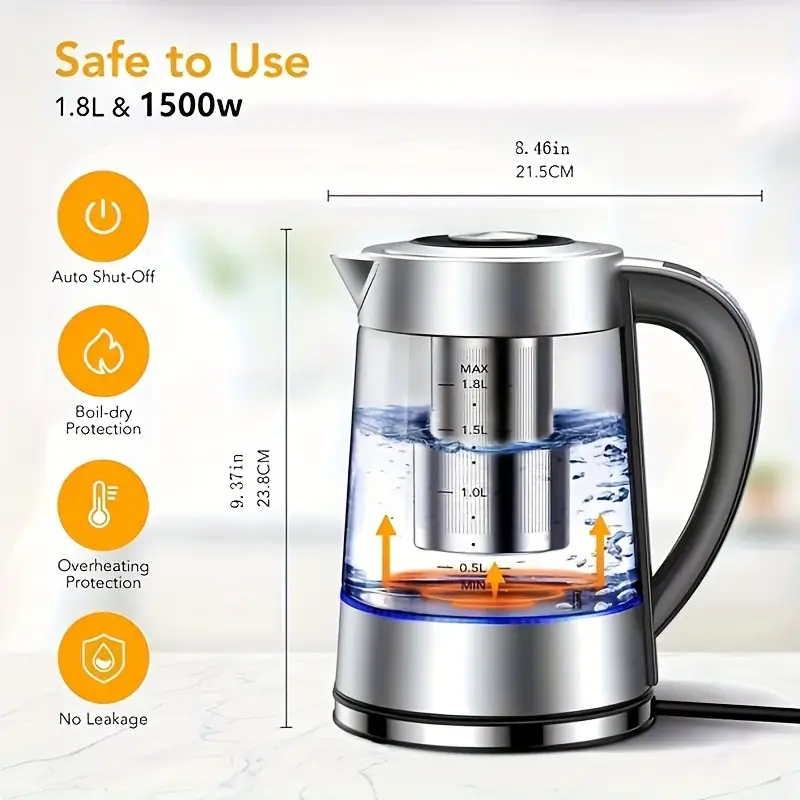 Safe to Use
1.8L & 1500w
8.46in
21.5CM
Auto Shut-Off
Boil-dry
Protection
Overheating
Protection
No Leakage
9.37in
23.8CM
MAX
1.8L
1.5L
1.0L
0.5L
MIN